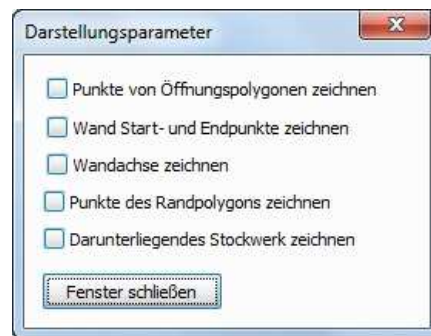 Darstellungsparameter
Punkte von Öffnungspolygonen zeichnen
Wand Start- und Endpunkte zeichnen
Wandachse zeichnen
Punkte des Randpolygons zeichnen
Darunterliegendes Stockwerk zeichnen
Fenster schließen